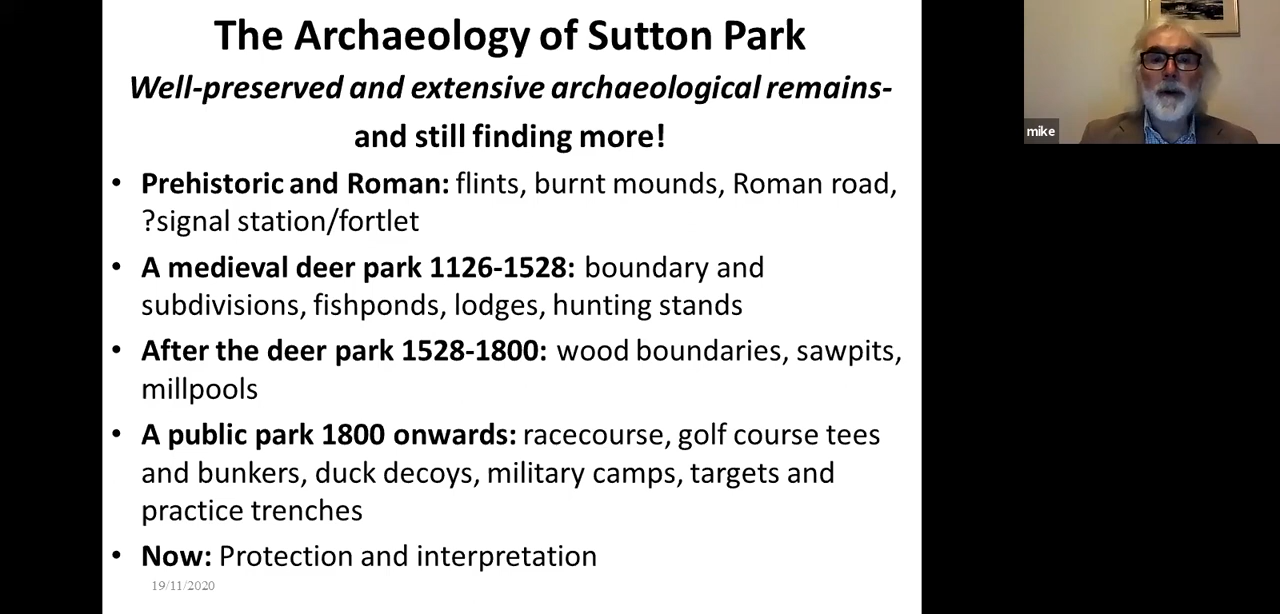 The Archaeology of Sutton Park
Well-preserved and extensive archaeological remains-
and still finding more!
• Prehistoric and Roman: flints, burnt mounds, Roman road,
?signal station/fortlet
• A medieval deer park 1126-1528: boundary and
subdivisions, fishponds, lodges, hunting stands
• After the deer park 1528-1800: wood boundaries, sawpits,
millpools
• A public park 1800 onwards: racecourse, golf course tees
and bunkers, duck decoys, military camps, targets and
practice trenches
• Now: Protection and interpretation
19/11/2020
mike